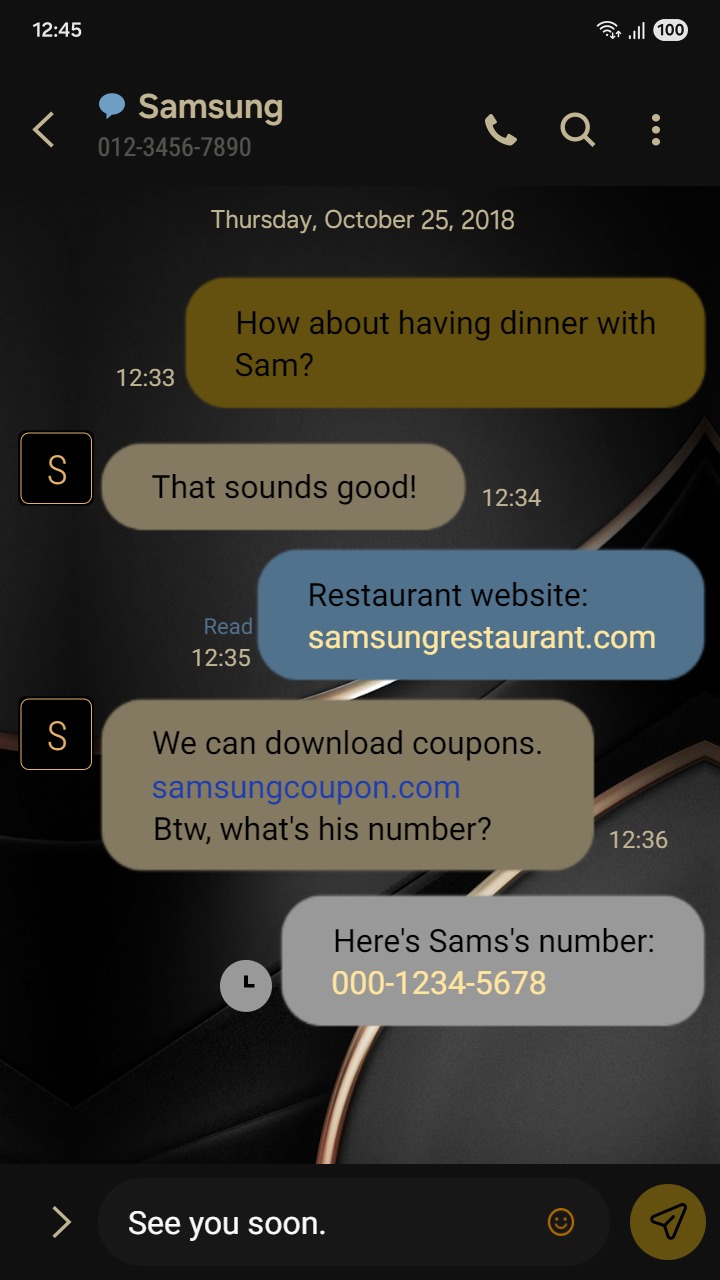 12:45
100
Samsung
012-3456-7890
Thursday, October 25, 2018
How about having dinner with
Sam?
12:33
S
That sounds good!
12:34
Restaurant website:
samsungrestaurant.com
Read
12:35
S
We can download coupons.
samsungcoupon.com
Btw, what's his number?
12:36
Here's Sams's number:
000-1234-5678
See you soon.